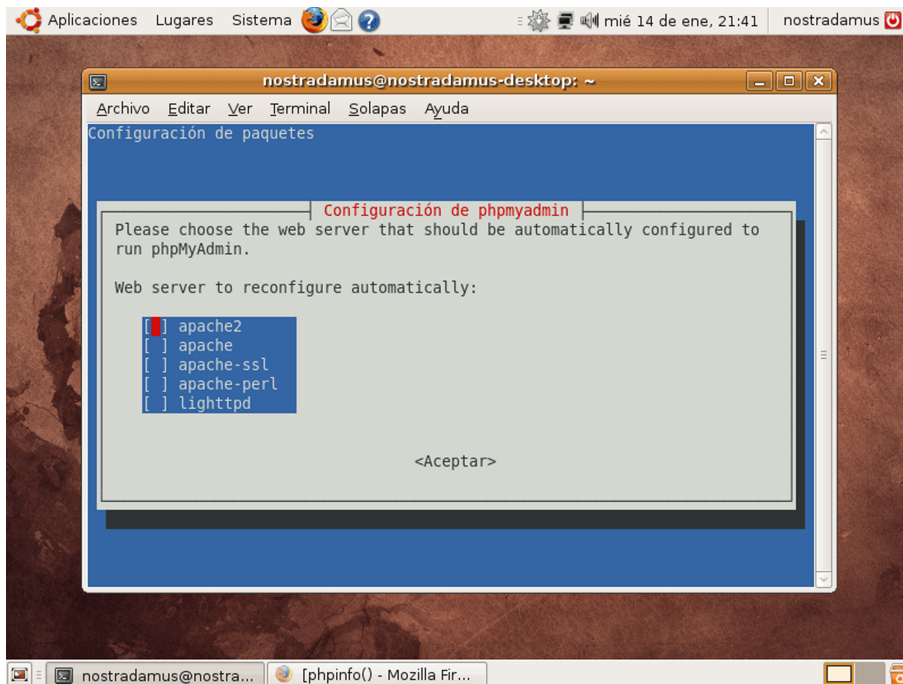 Aplicaciones Lugares Sistema mié 14 de ene, 21:41 nostradamus
nostradamus@nostradamus-desktop: ~
Archivo Editar Ver Terminal Solapas Ayuda
Configuración de paquetes
Configuración de phpmyadmin
Please choose the web server that should be automatically configured to
run phpMyAdmin.
Web server to reconfigure automatically:
[ ] apache2
[ ] apache
[ ] apache-ssl
[ ] apache-perl
[ ] lighttpd
<Aceptar>
nostradamus@nostra... [phpinfo() - Mozilla Fir...